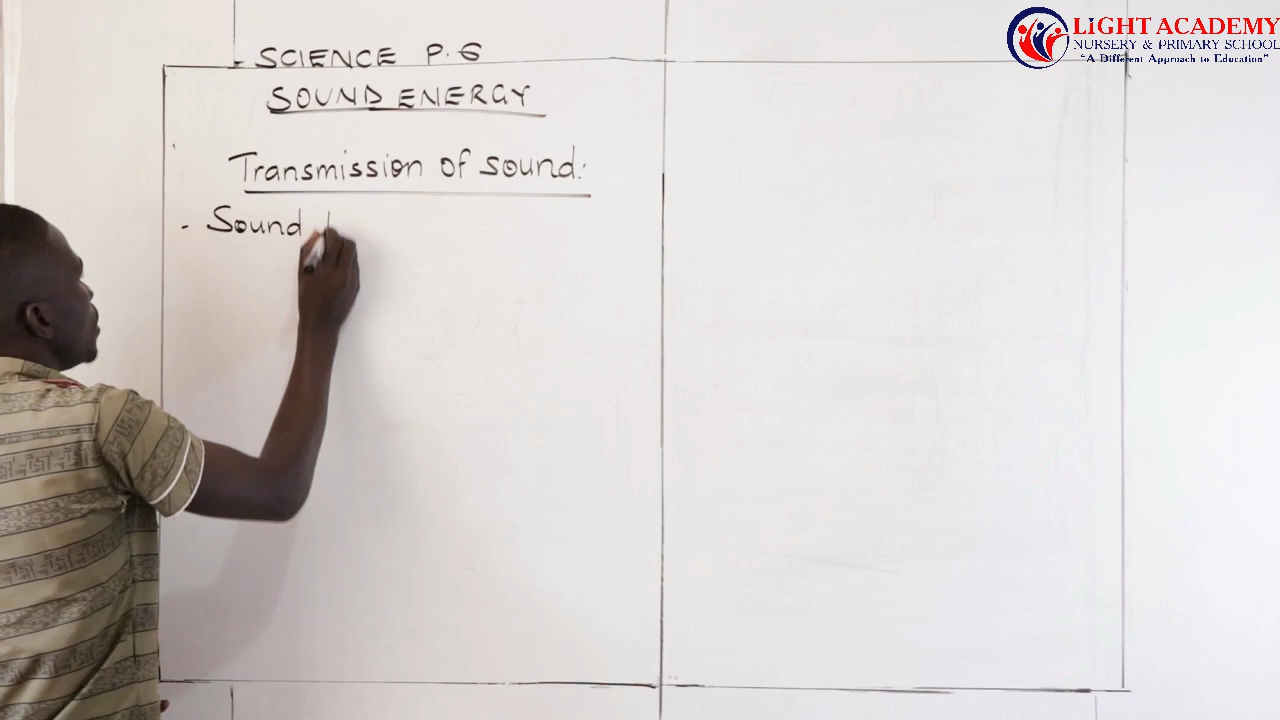 SCIENCE P.6
SOUND ENERGY
Transmission of sound:
- Sound
LiGHT ACADEMY
NURSERY & PRIMARY SCHOOL
"A Different Approach to Education"